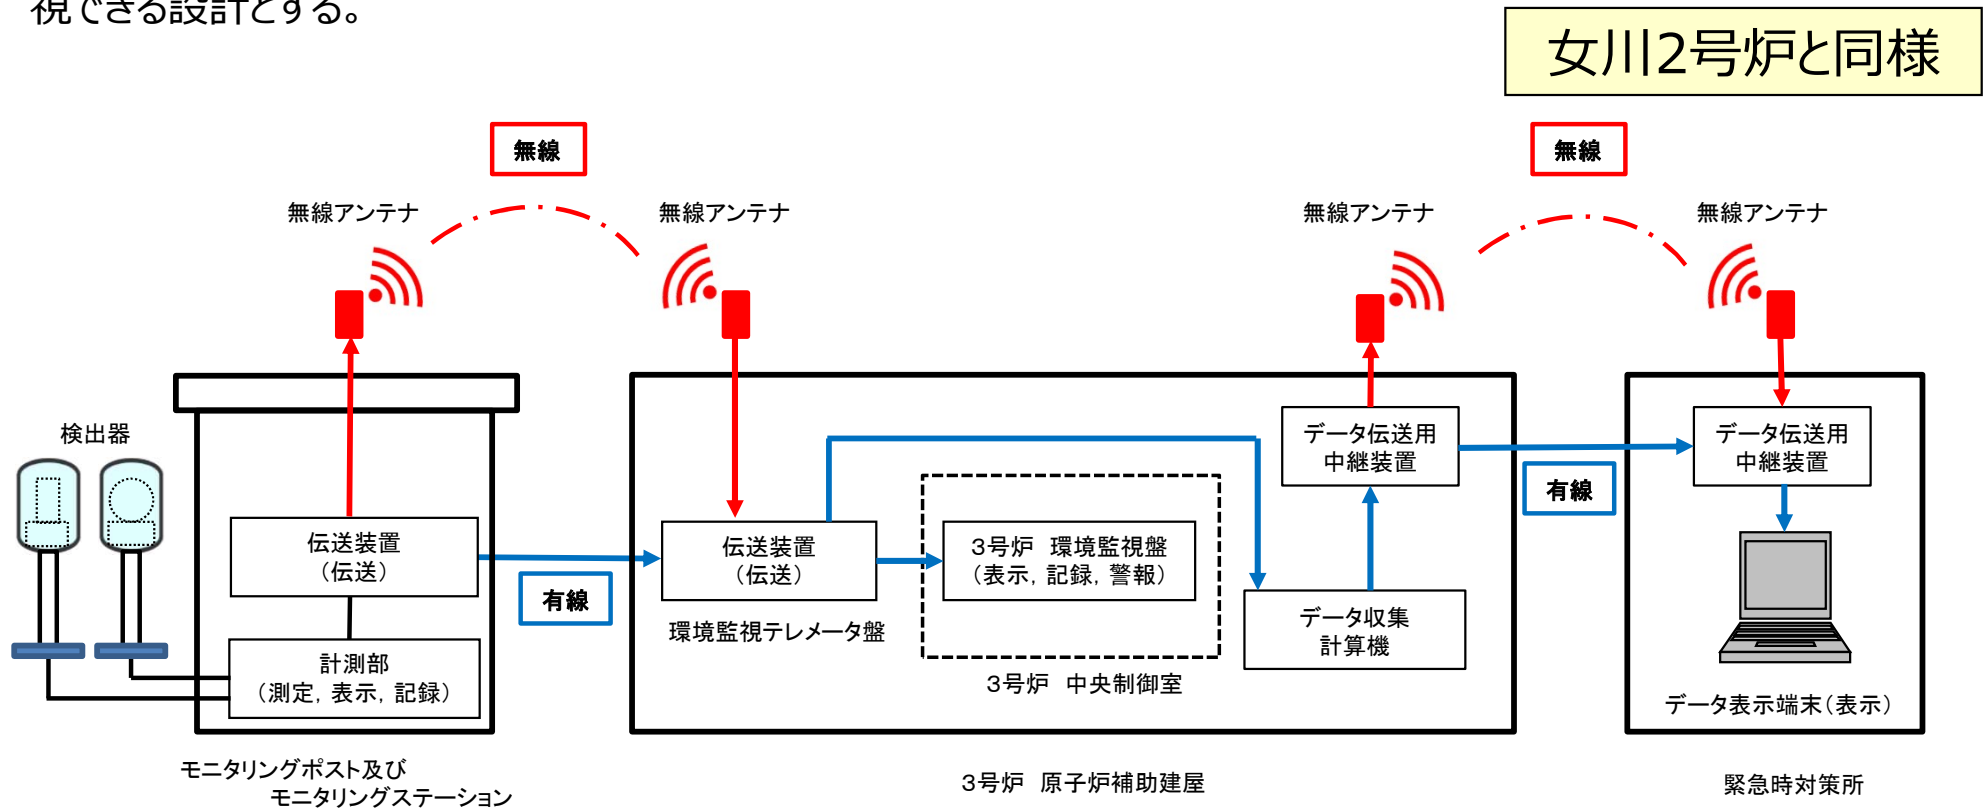 視できる設計とする。
女川2号炉と同様
無線
無線
無線アンテナ
無線アンテナ
無線アンテナ
無線アンテナ
検出器
伝送装置
（伝送）
計測部
（測定，表示，記録）
有線
伝送装置
（伝送）
環境監視テレメータ盤
3号炉　環境監視盤
（表示，記録，警報）
3号炉　中央制御室
データ伝送用
中継装置
データ収集
計算機
有線
データ伝送用
中継装置
データ表示端末（表示）
モニタリングポスト及び
モニタリングステーション
3号炉　原子炉補助建屋
緊急時対策所